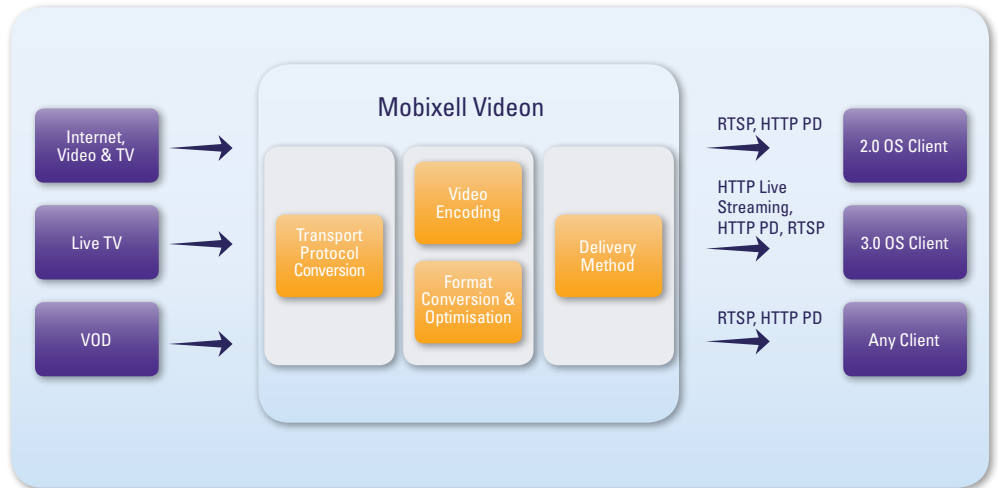 Mobixell Videon
Internet,
Video & TV
Live TV
VOD
Transport
Protocol
Conversion
Video
Encoding
Format
Conversion &
Optimisation
Delivery
Method
RTSP, HTTP PD
HTTP Live
Streaming,
HTTP PD, RTSP
RTSP, HTTP PD
2.0 OS Client
3.0 OS Client
Any Client